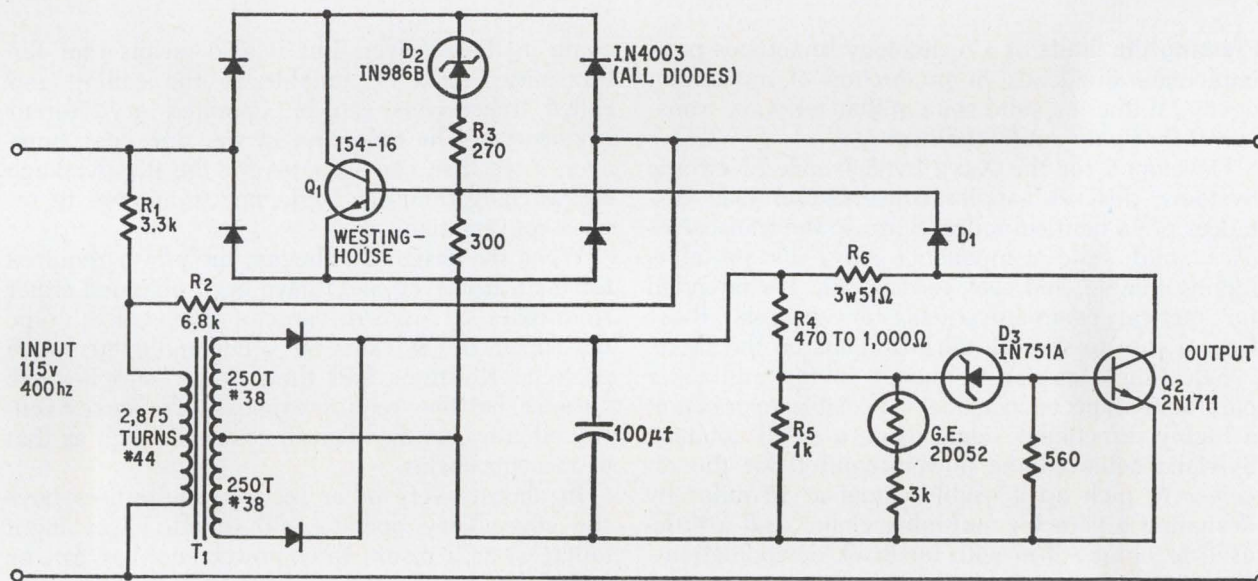 D2
IN986B
IN4003
(ALL DIODES)
154-16
R3
270
Q1
D1
R1
3.3k
WESTING-
HOUSE
300
R6
3w51Ω
R2
6.8k
R4
470 TO 1,000Ω
D3
IN751A
INPUT
115v
400hz
250T
#38
OUTPUT
Q2
2N1711
2,875
TURNS
#44
100μf
R5
1k
G.E.
2D052
560
250T
#38
3k
T1